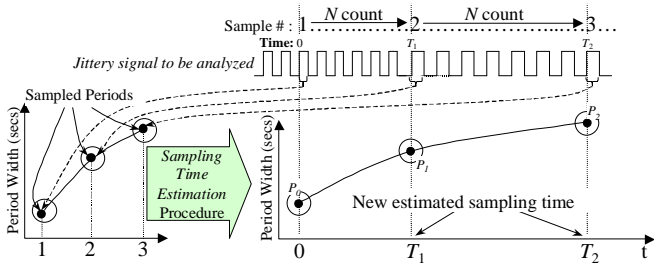 Sample # : 1 N count 2 N count 3
Time: 0 T1 T2
Jittery signal to be analyzed
Sampled Periods
Period Width (secs)
1 2 3
Sampling
Time
Estimation
Procedure
Period Width (secs)
P0
P1
P2
New estimated sampling time
0 T1 T2 t